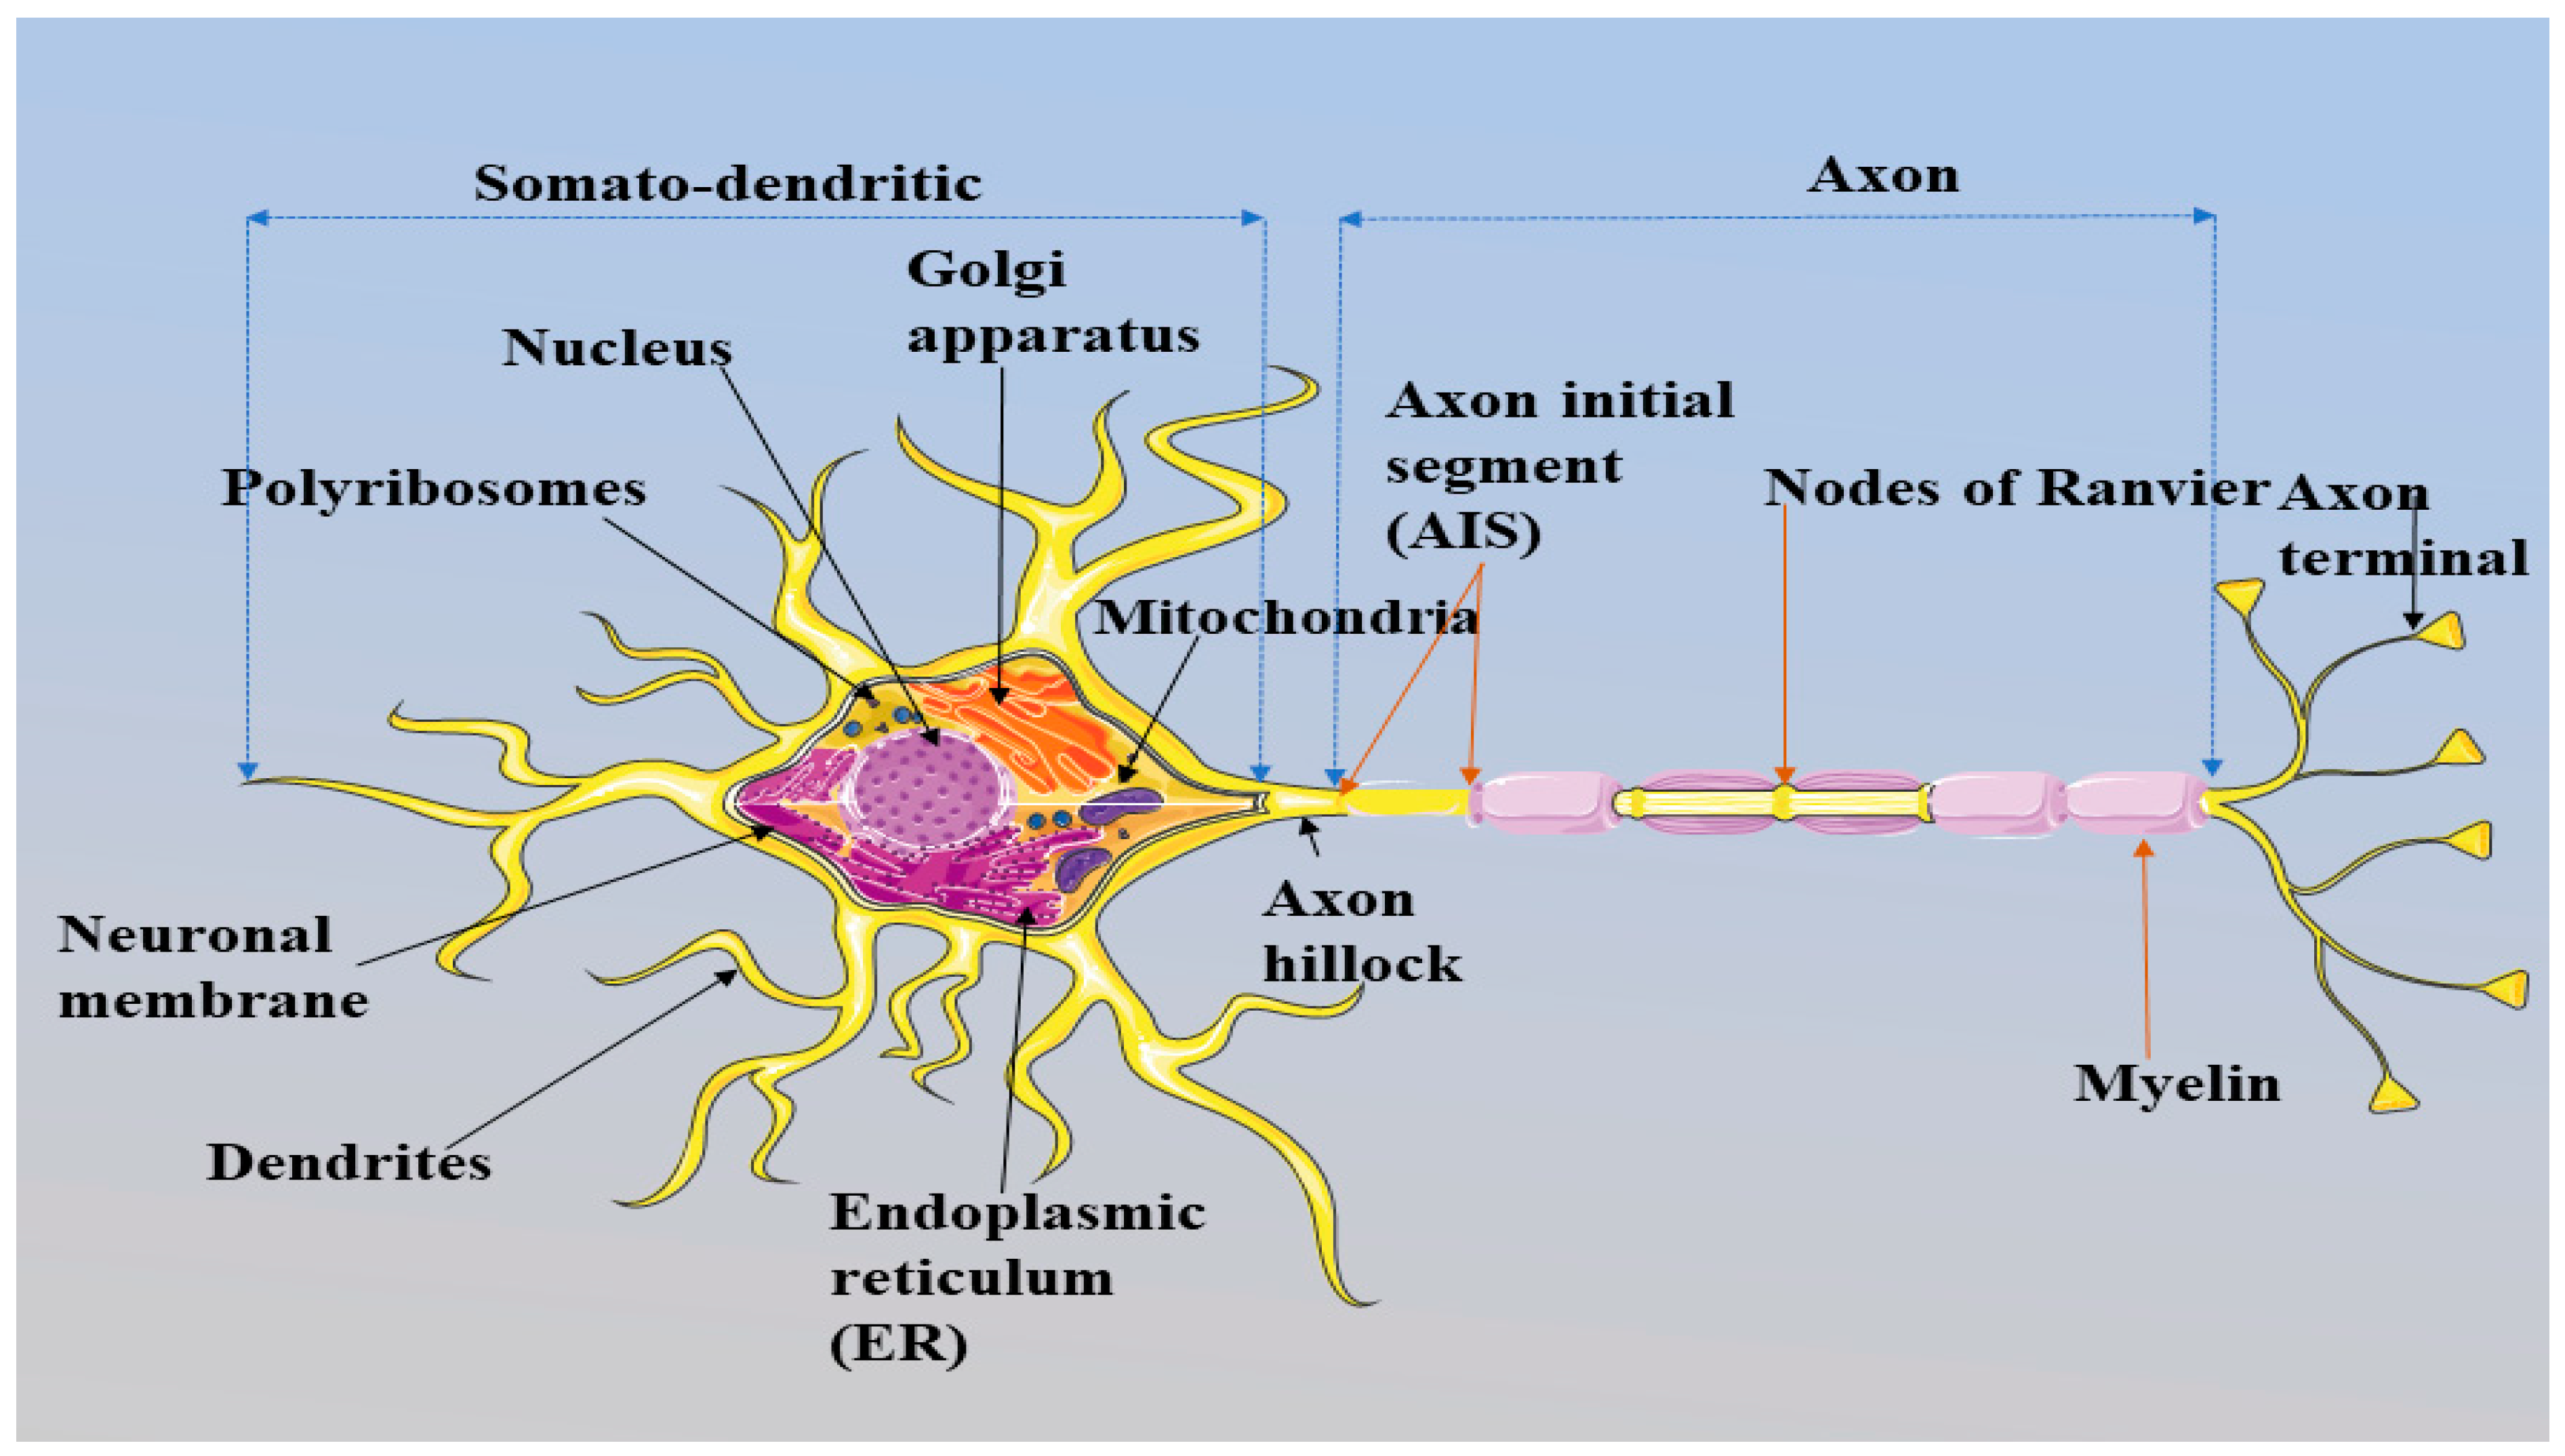 Somato-dendritic
Axon
Golgi
apparatus
Nucleus
Axon initial
segment
(AIS)
Polyribosomes
Nodes of Ranvier
Axon
terminal
Mitochondria
Neuronal
membrane
Axon
hillock
Myelin
Dendrites
Endoplasmic
reticulum
(ER)